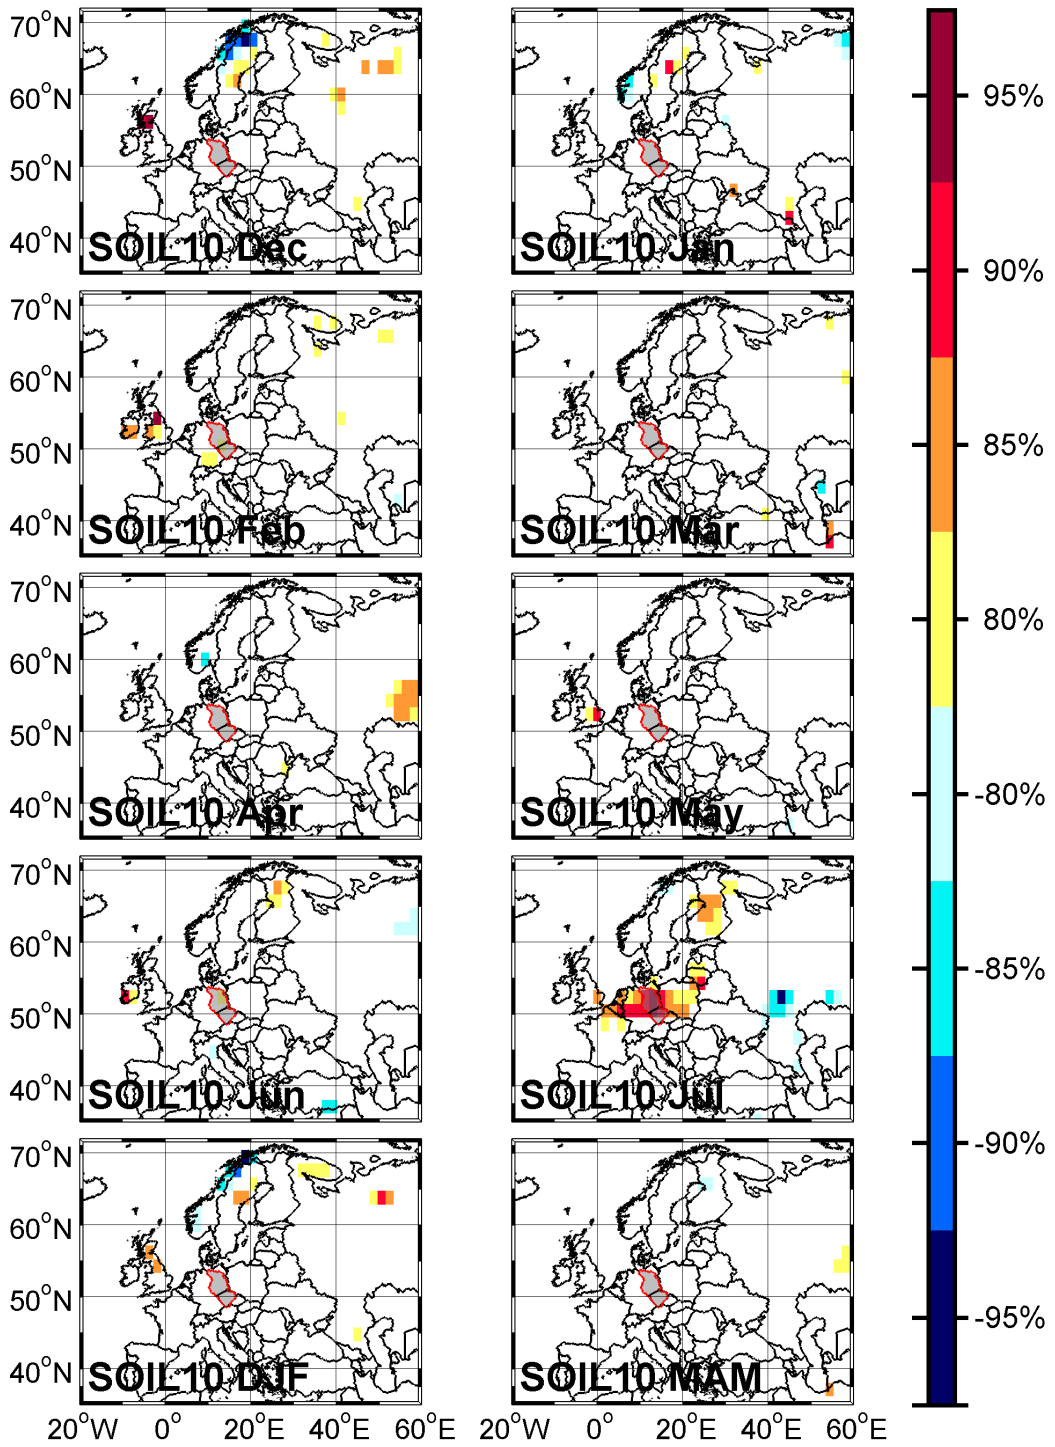 70°N
60°N
50°N
40°N
SOIL10 Dec
SOIL10 Jan
70°N
60°N
50°N
40°N
SOIL10 Feb
SOIL10 Mar
70°N
60°N
50°N
40°N
SOIL10 Apr
SOIL10 May
70°N
60°N
50°N
40°N
SOIL10 Jun
SOIL10 Jul
70°N
60°N
50°N
40°N
SOIL10 DJF
SOIL10 MAM
20°W 0° 20°E 40°E 60°E
20°W 0° 20°E 40°E 60°E
95%
90%
85%
80%
-80%
-85%
-90%
-95%